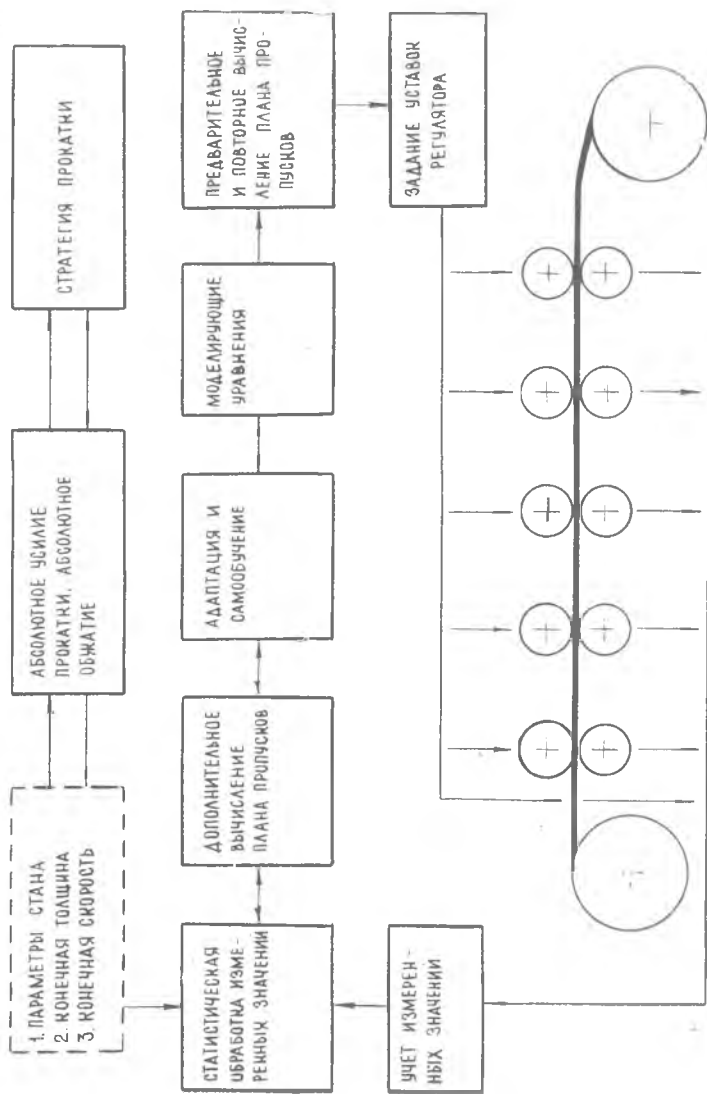 1. ПАРАМЕТРЫ СТАНА
2. КОНЕЧНАЯ ТОЛЩИНА
3. КОНЕЧНАЯ СКОРОСТЬ
АБСОЛЮТНОЕ УСИЛИЕ
ПРОКАТКИ, АБСОЛЮТНОЕ
ОБЖАТИЕ
СТРАТЕГИЯ ПРОКАТКИ
СТАТИСТИЧЕСКАЯ
ОБРАБОТКА ИЗМЕ-
РЕННЫХ ЗНАЧЕНИЙ
ДОПОЛНИТЕЛЬНОЕ
ВЫЧИСЛЕНИЕ
ПЛАНА ПРОПУСКОВ
АДАПТАЦИЯ И
САМООБУЧЕНИЕ
МОДЕЛИРУЮЩИЕ
УРАВНЕНИЯ
ПРЕДВАРИТЕЛЬНОЕ
И ПОВТОРНОЕ ВЫЧИС-
ЛЕНИЕ ПЛАНА ПРО-
ПУСКОВ
УЧЕТ ИЗМЕРЕН-
НЫХ ЗНАЧЕНИЙ
ЗАДАНИЕ УСТАВОК
РЕГУЛЯТОРА